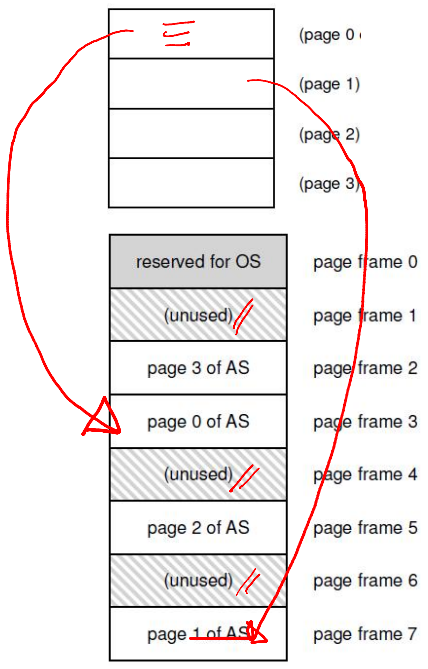 (page 0
(page 1)
(page 2)
(page 3)
reserved for OS page frame 0
(unused) page frame 1
page 3 of AS page frame 2
page 0 of AS page frame 3
(unused) page frame 4
page 2 of AS page frame 5
(unused) page frame 6
page 1 of AS page frame 7